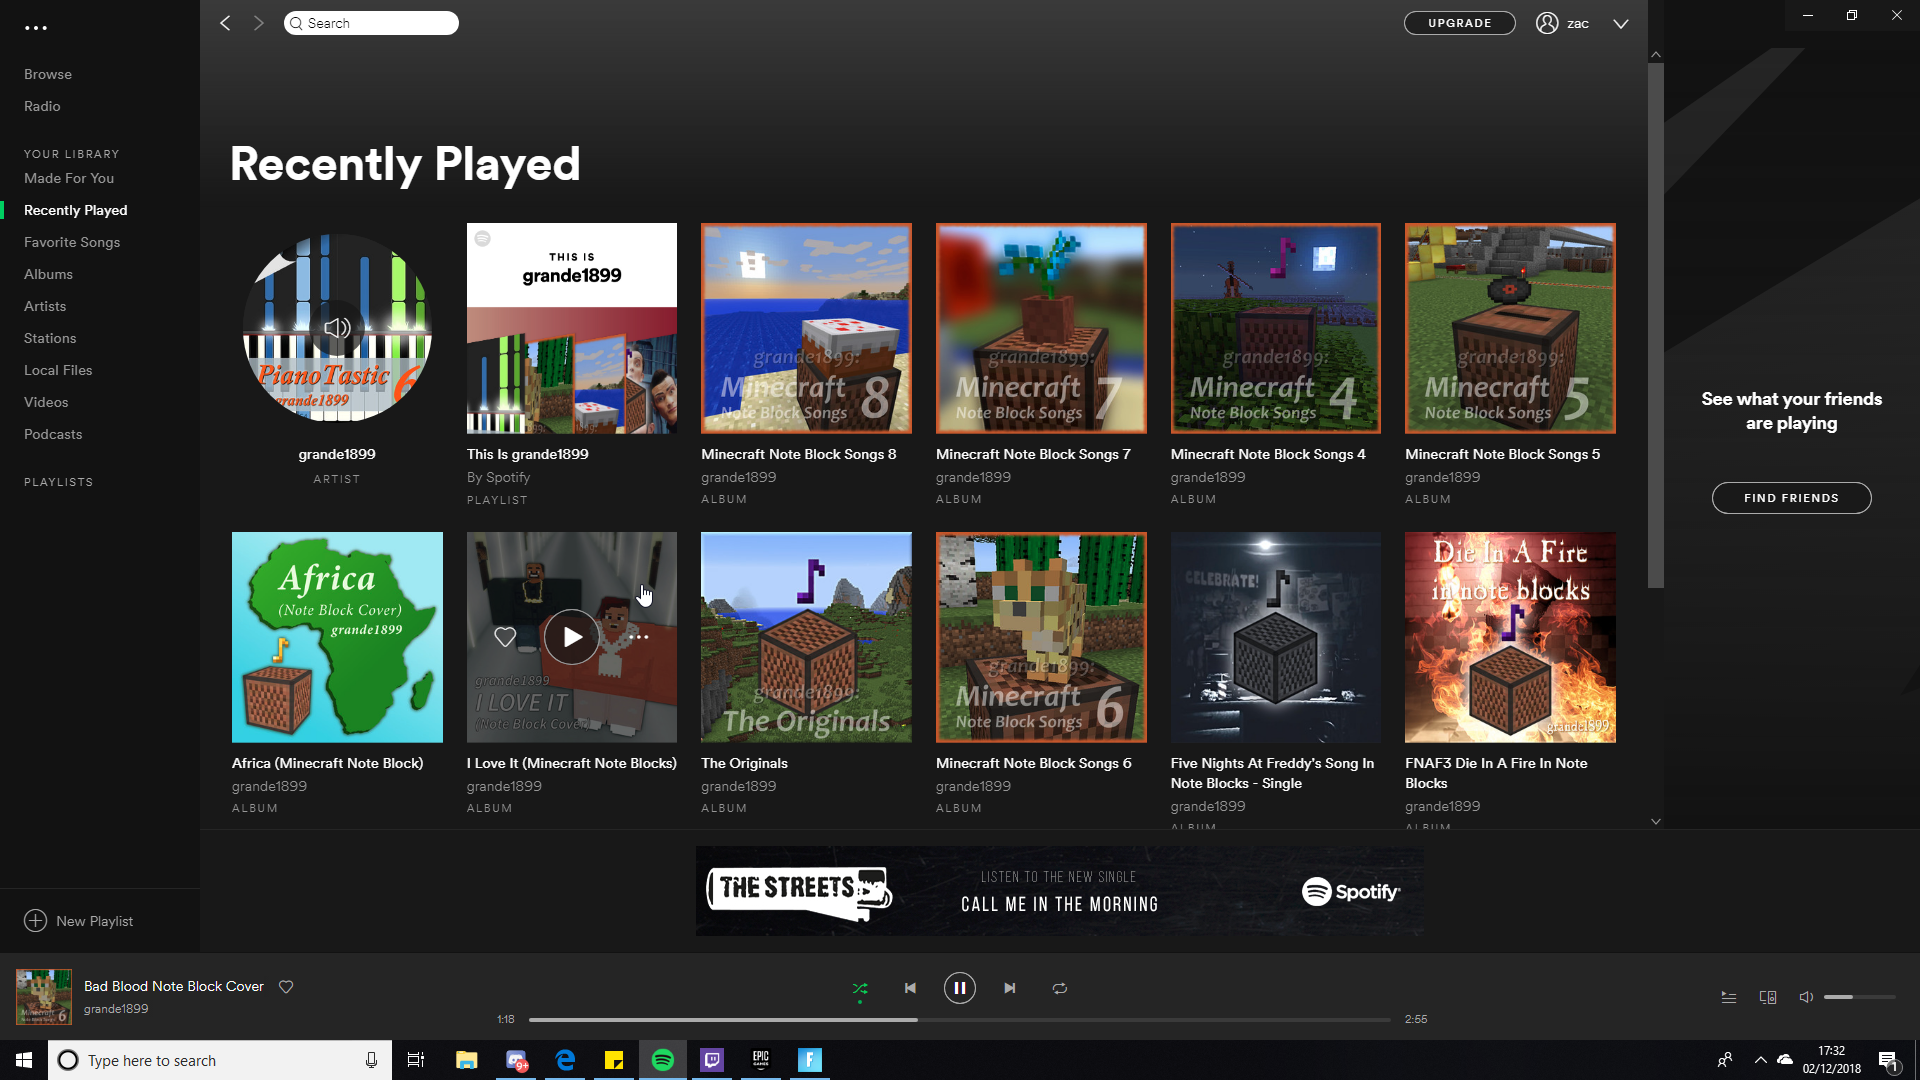 Search
UPGRADE
zac
Browse
Radio
YOUR LIBRARY
Made For You
Recently Played
Favorite Songs
Albums
Artists
Stations
Local Files
Videos
Podcasts
PLAYLISTS
New Playlist
Recently Played
PianoTastic 6
grande1899
THIS IS
grande1899
grande1899:
Minecraft 8
Note Block Songs
grande1899:
Minecraft 7
Note Block Songs
grande1899:
Minecraft 4
Note Block Songs
grande1899:
Minecraft 5
Note Block Songs
grande1899
ARTIST
This Is grande1899
By Spotify
PLAYLIST
Minecraft Note Block Songs 8
grande1899
ALBUM
Minecraft Note Block Songs 7
grande1899
ALBUM
Minecraft Note Block Songs 4
grande1899
ALBUM
Minecraft Note Block Songs 5
grande1899
ALBUM
Africa
(Note Block Cover)
grande1899
grande1899
I LOVE IT
(Note Block Cover)
grande1899:
The Originals
grande1899:
Minecraft 6
Note Block Songs
CELEBRATE!
Die In A Fire
in note blocks
grande1899
Africa (Minecraft Note Block)
grande1899
ALBUM
I Love It (Minecraft Note Blocks)
grande1899
ALBUM
The Originals
grande1899
ALBUM
Minecraft Note Block Songs 6
grande1899
ALBUM
Five Nights At Freddy's Song In
Note Blocks - Single
grande1899
ALBUM
FNAF3 Die In A Fire In Note
Blocks
grande1899
ALBUM
See what your friends
are playing
FIND FRIENDS
THE STREETS
LISTEN TO THE NEW SINGLE
CALL ME IN THE MORNING
Spotify
Minecraft 6
Bad Blood Note Block Cover
grande1899
1:18
2:55
Type here to search
9+
EPIC
GAMES
F
17:32
02/12/2018
1